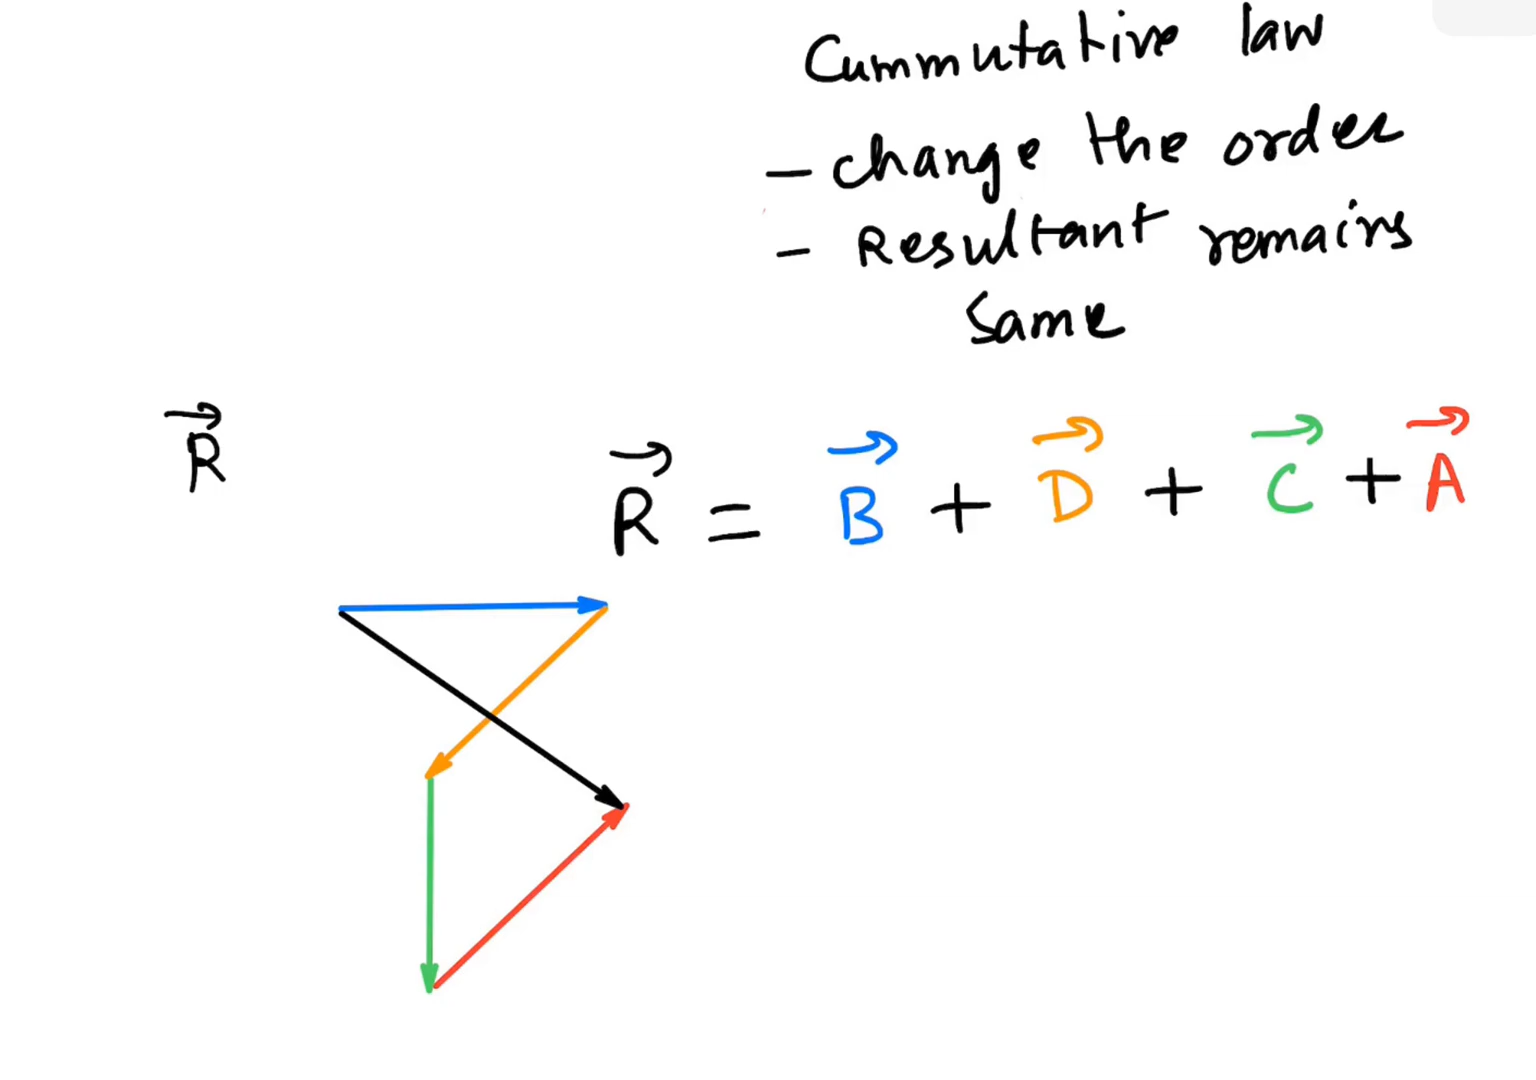 Cummutative law
- change the order
- Resultant remains
same
R⃗
R⃗ = B⃗ + D⃗ + C⃗ + A⃗